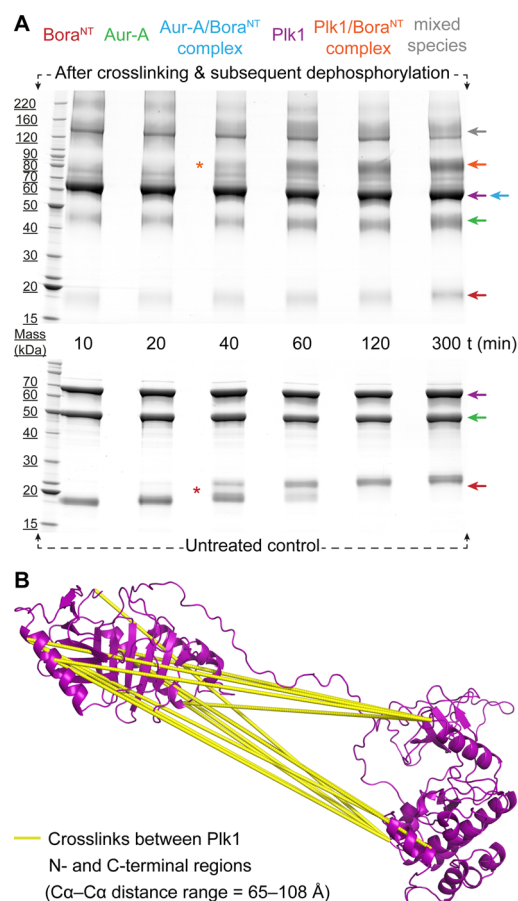 A
Boraᴺᵀ Aur-A Aur-A/Boraᴺᵀ complex Plk1 Plk1/Boraᴺᵀ complex mixed species
After crosslinking & subsequent dephosphorylation
220
160
120
90
80
70
60
50
40
30
20
15
*
Mass (kDa) 10 20 40 60 120 300 t (min)
70
60
50
40
30
20
15
*
Untreated control
B
Crosslinks between Plk1
N- and C-terminal regions
(Cα–Cα distance range = 65–108 Å)